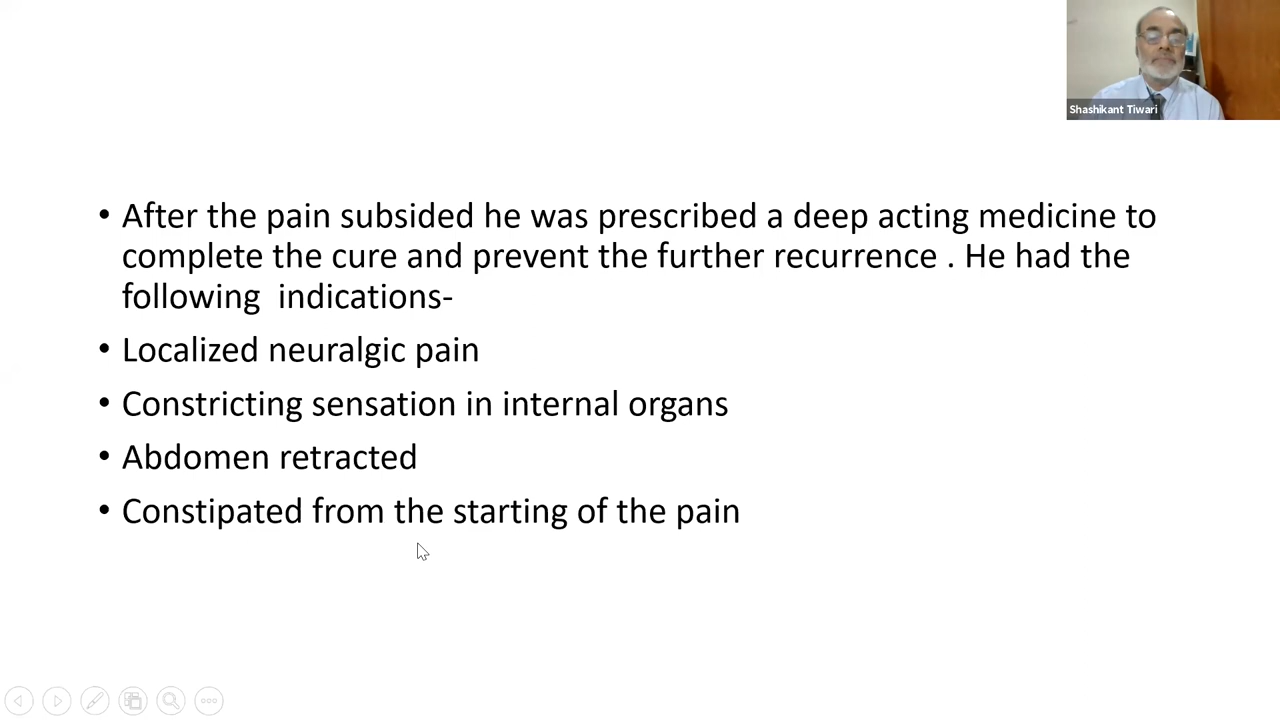 Shashikant Tiwari
• After the pain subsided he was prescribed a deep acting medicine to
complete the cure and prevent the further recurrence . He had the
following  indications-
• Localized neuralgic pain
• Constricting sensation in internal organs
• Abdomen retracted
• Constipated from the starting of the pain